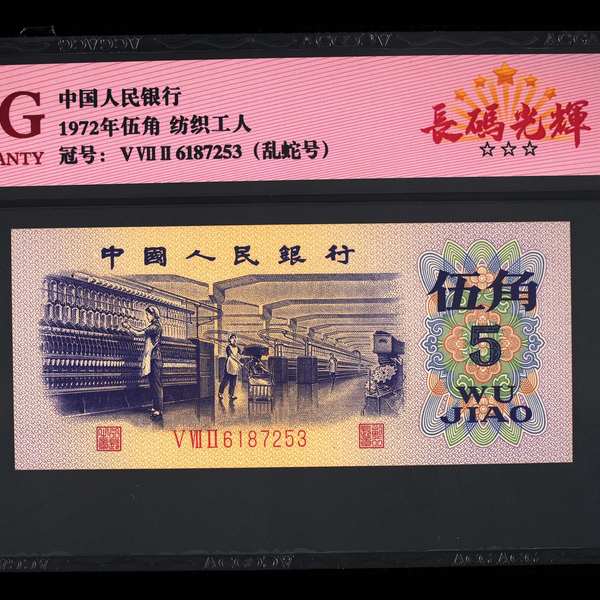 G
ANTY
中国人民银行
1972年伍角 纺织工人
冠号：V VII II 6187253（乱蛇号）
長碼光輝
中國人民銀行
伍角
5
WU
JIAO
V VII II 6187253